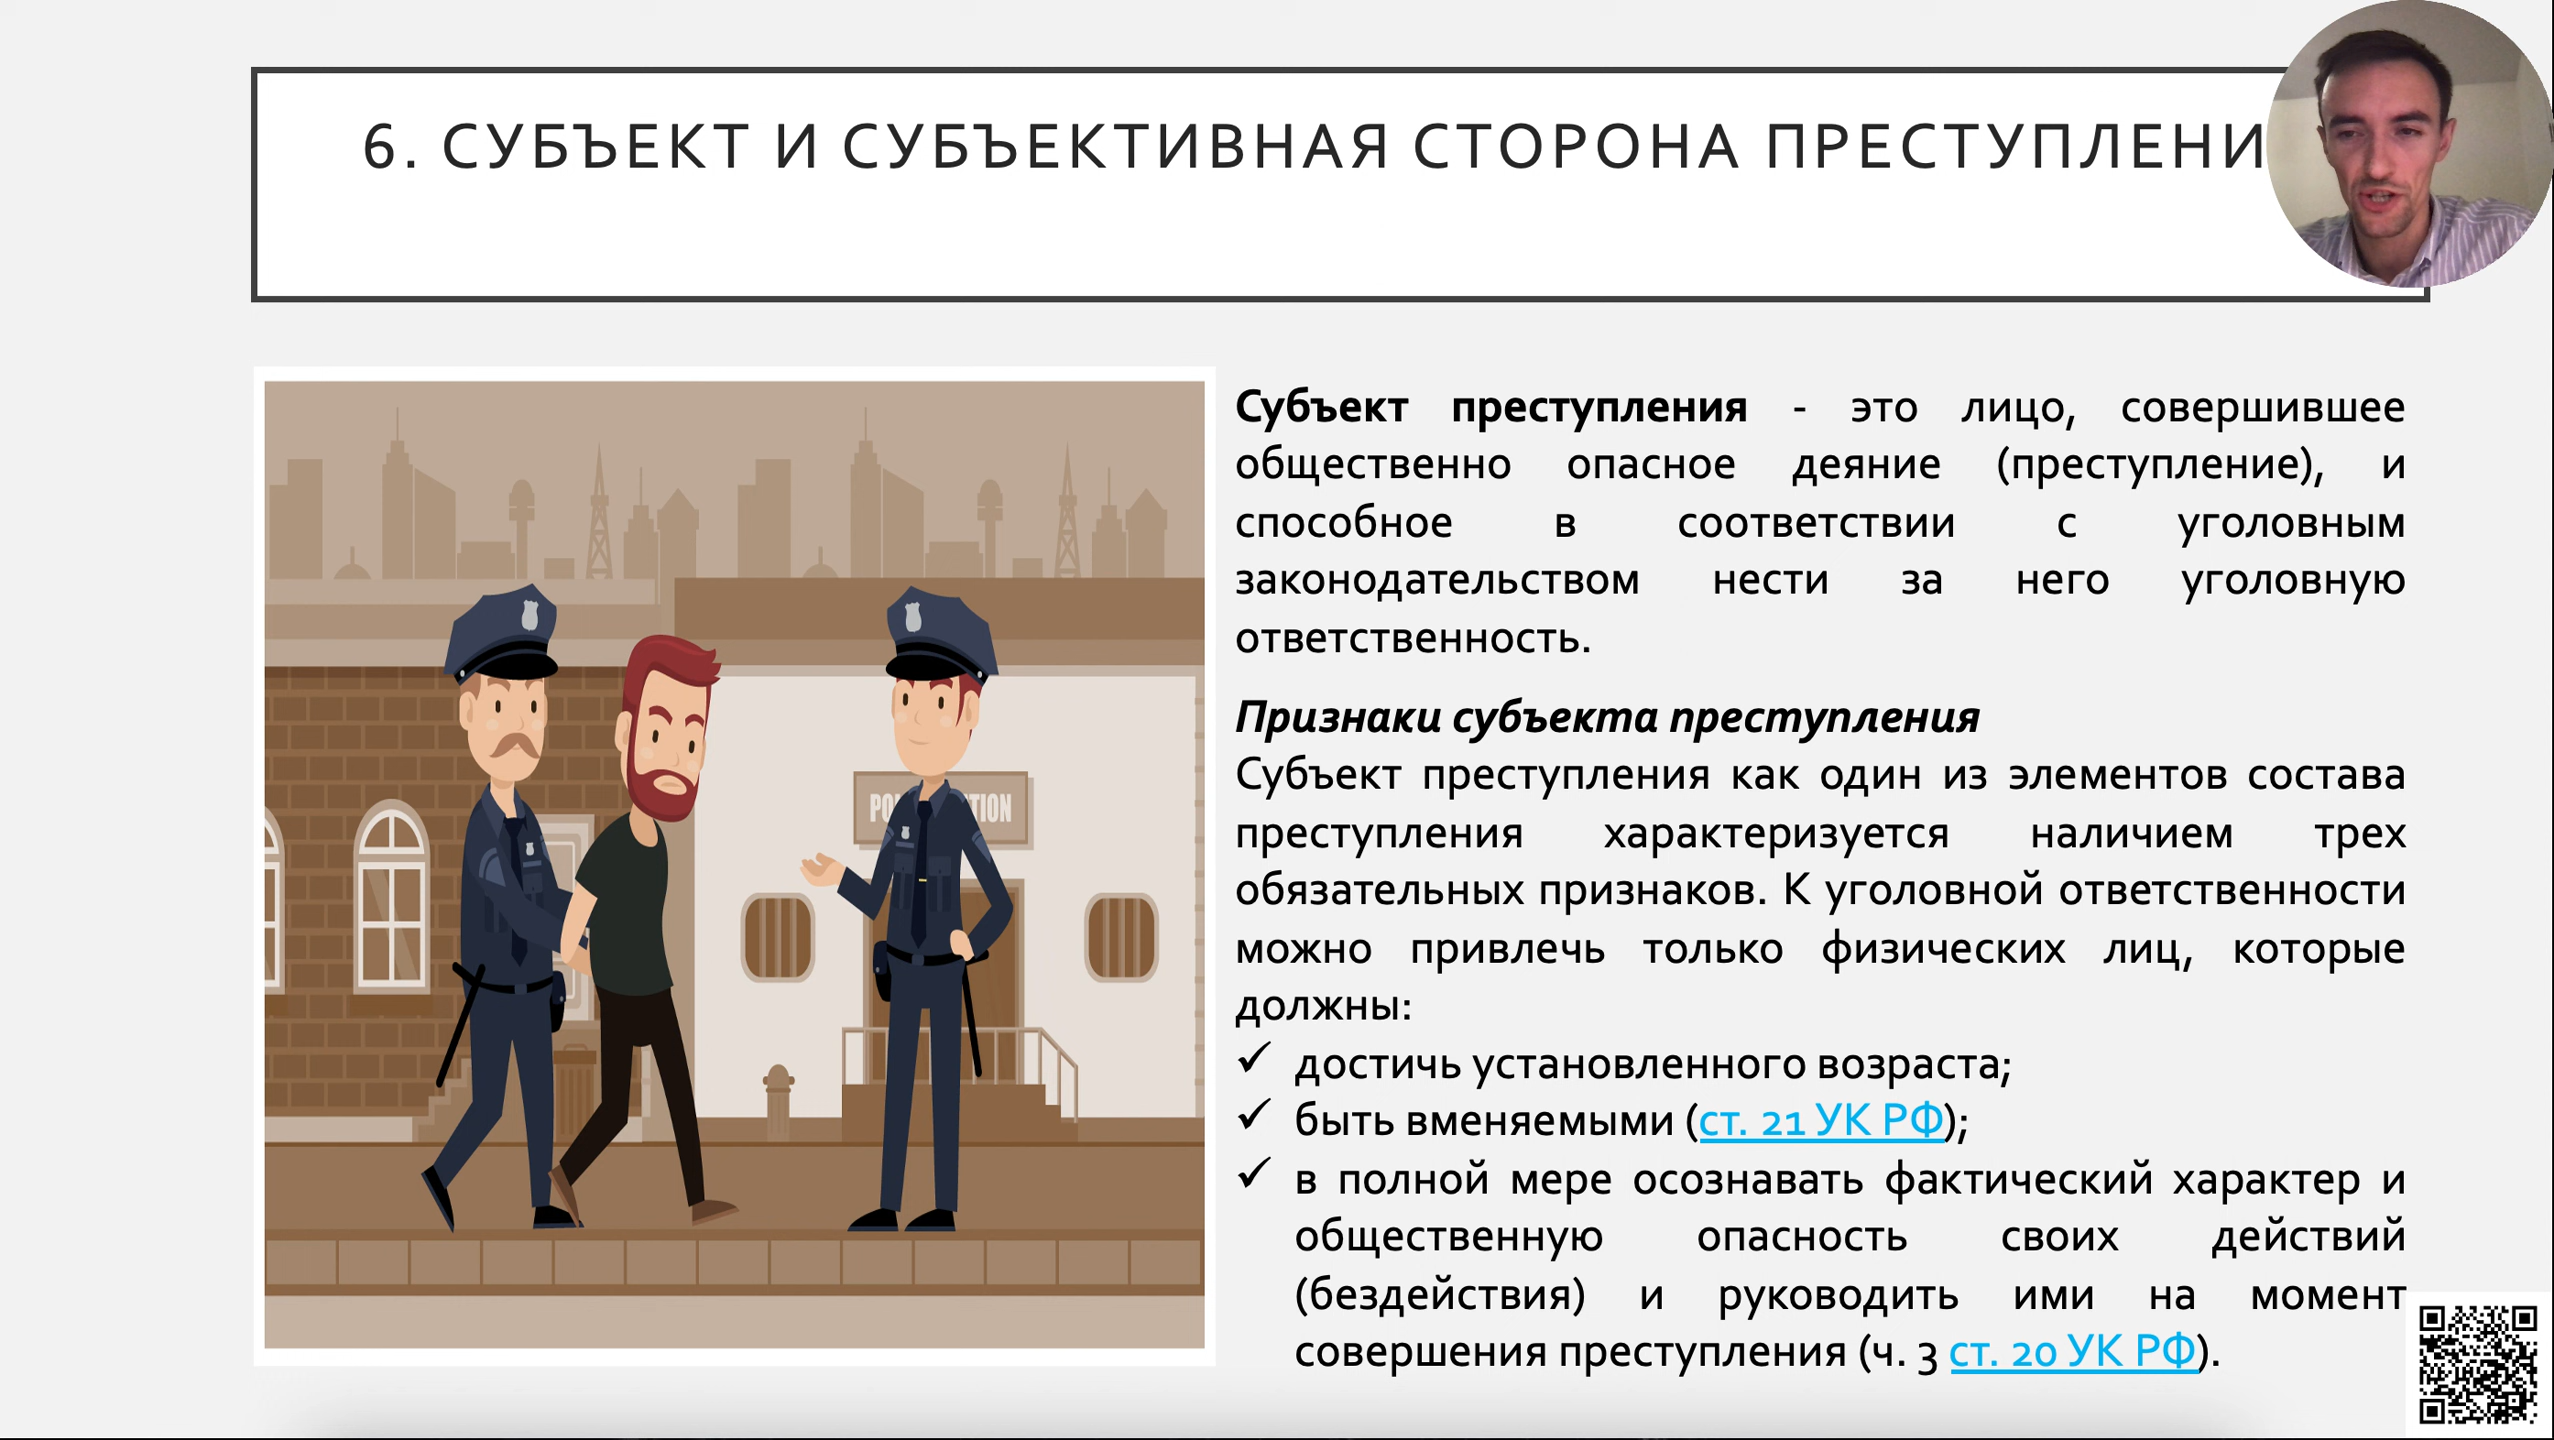 6. СУБЪЕКТ И СУБЪЕКТИВНАЯ СТОРОНА ПРЕСТУПЛЕНИ
Субъект преступления - это лицо, совершившее
общественно опасное деяние (преступление), и
способное в соответствии с уголовным
законодательством нести за него уголовную
ответственность.
Признаки субъекта преступления
Субъект преступления как один из элементов состава
преступления характеризуется наличием трех
обязательных признаков. К уголовной ответственности
можно привлечь только физических лиц, которые
должны:
✓ достичь установленного возраста;
✓ быть вменяемыми (ст. 21 УК РФ);
✓ в полной мере осознавать фактический характер и
общественную опасность своих действий
(бездействия) и руководить ими на момент
совершения преступления (ч. 3 ст. 20 УК РФ).